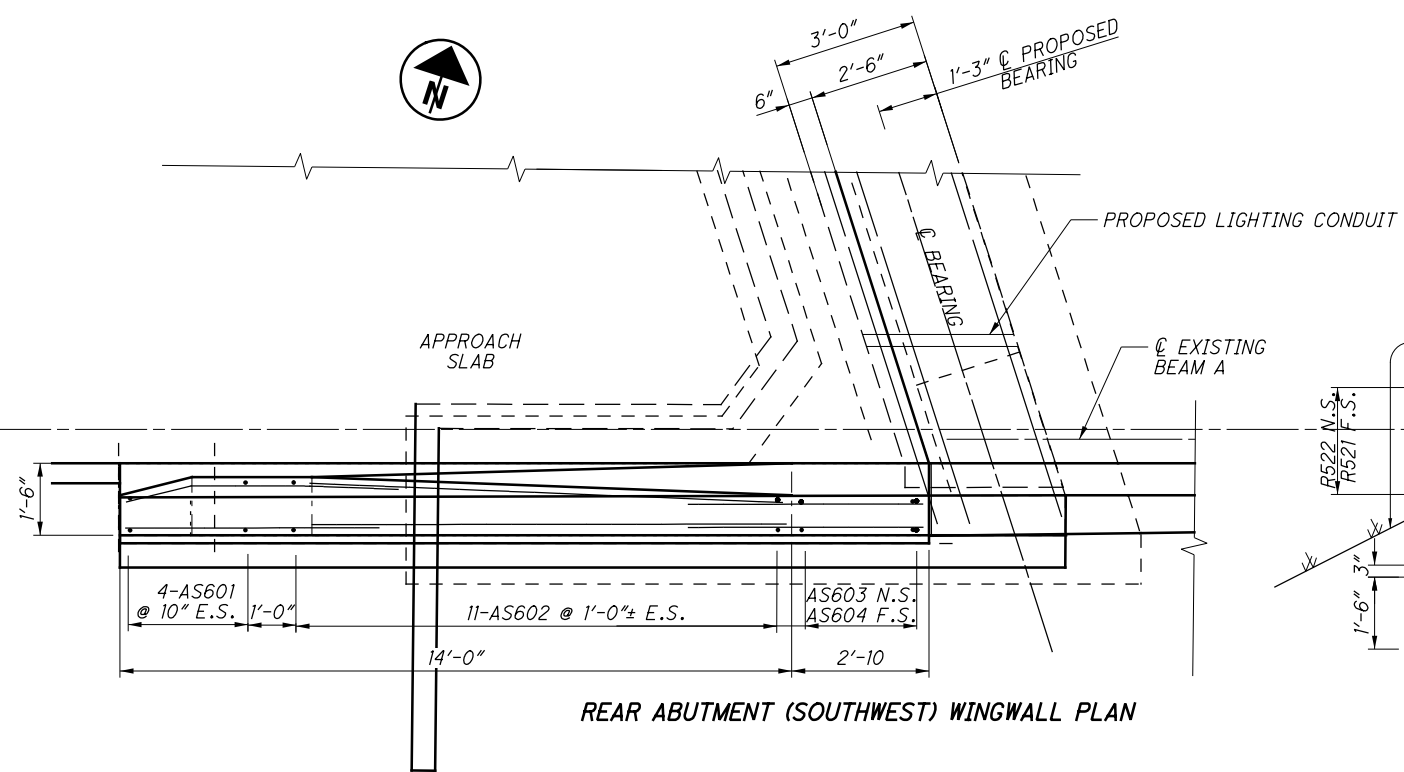 3'-0"
2'-6"
6"
1'-3" ℄ PROPOSED
BEARING
N
PROPOSED LIGHTING CONDUIT
℄ BEARING
APPROACH
SLAB
℄ EXISTING
BEAM A
R522 N.S.
R521 F.S.
1'-6"
3"
1'-6"
4-AS601
@ 10" E.S.
1'-0"
11-AS602 @ 1'-0"± E.S.
AS603 N.S.
AS604 F.S.
14'-0"
2'-10
REAR ABUTMENT (SOUTHWEST) WINGWALL PLAN